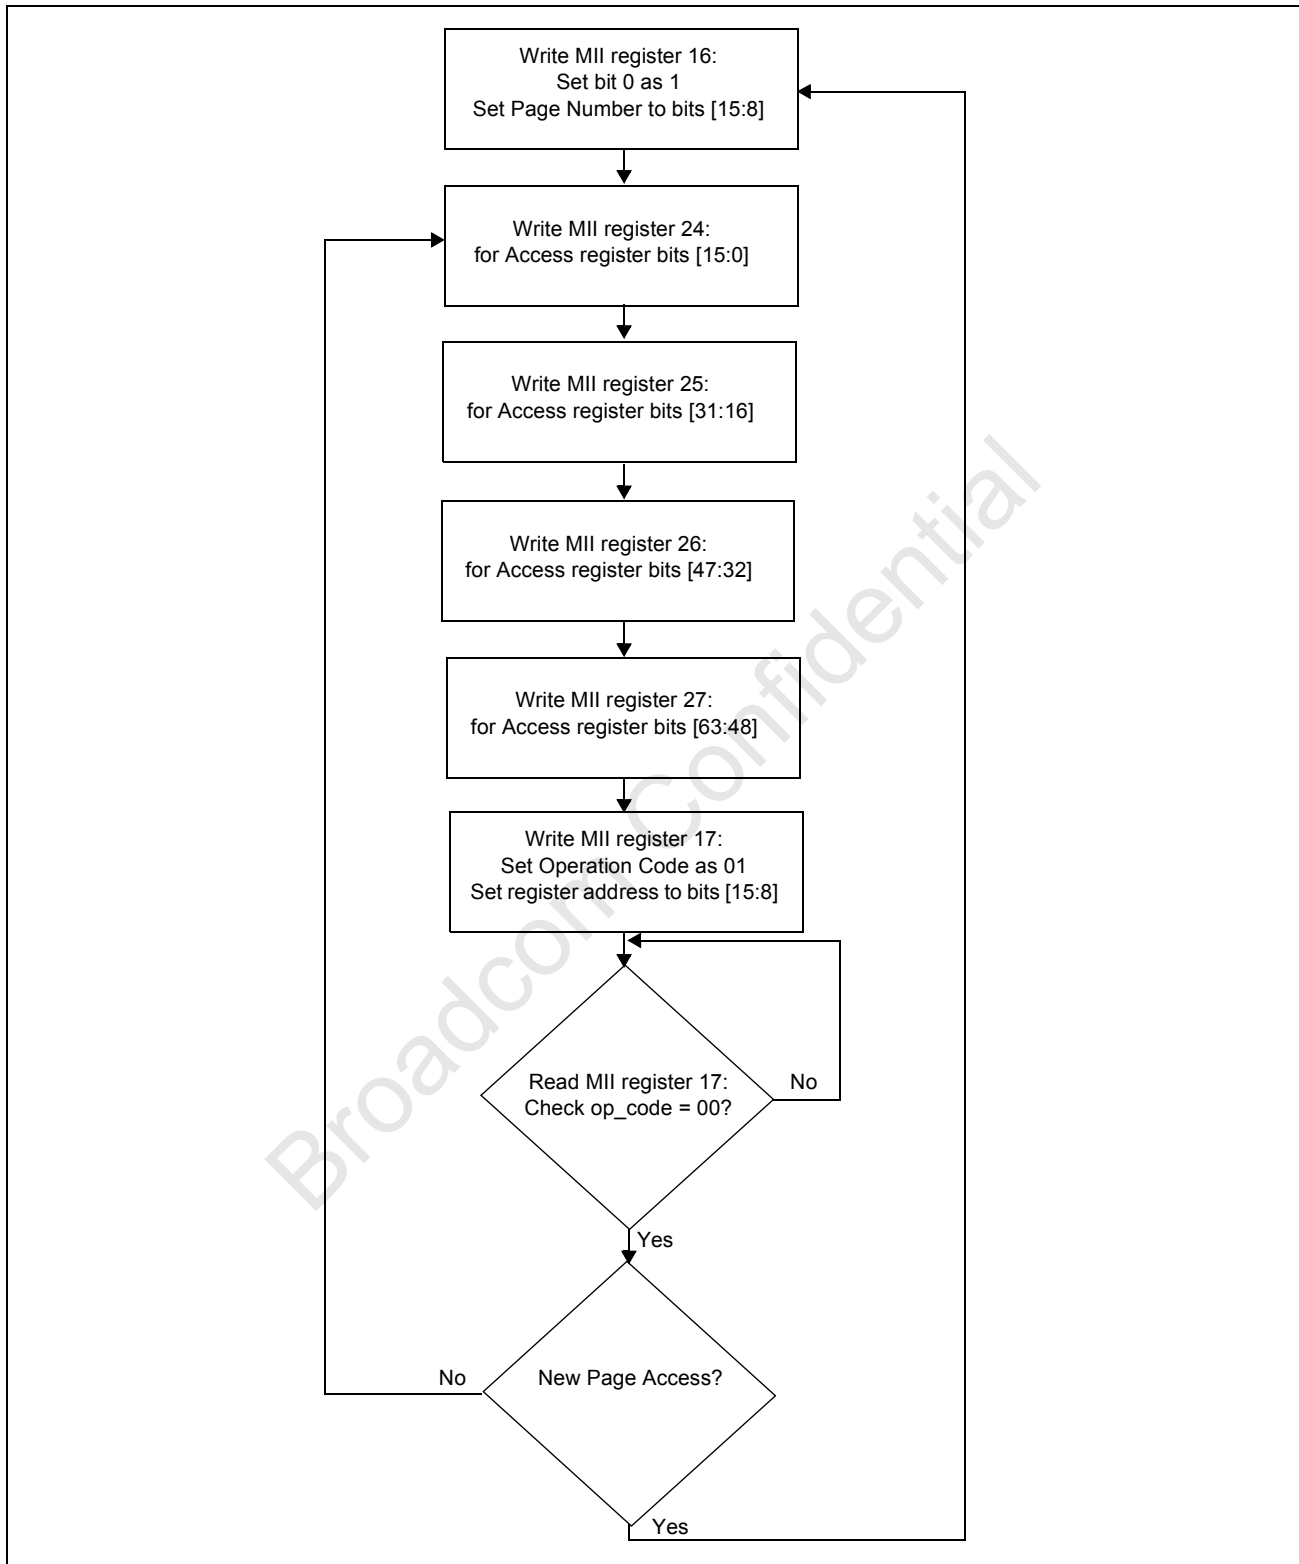 Write MII register 16:
Set bit 0 as 1
Set Page Number to bits [15:8]
Write MII register 24:
for Access register bits [15:0]
Write MII register 25:
for Access register bits [31:16]
Write MII register 26:
for Access register bits [47:32]
Write MII register 27:
for Access register bits [63:48]
Write MII register 17:
Set Operation Code as 01
Set register address to bits [15:8]
Read MII register 17:
Check op_code = 00?
No
Yes
New Page Access?
No
Yes
Broadcom Confidential